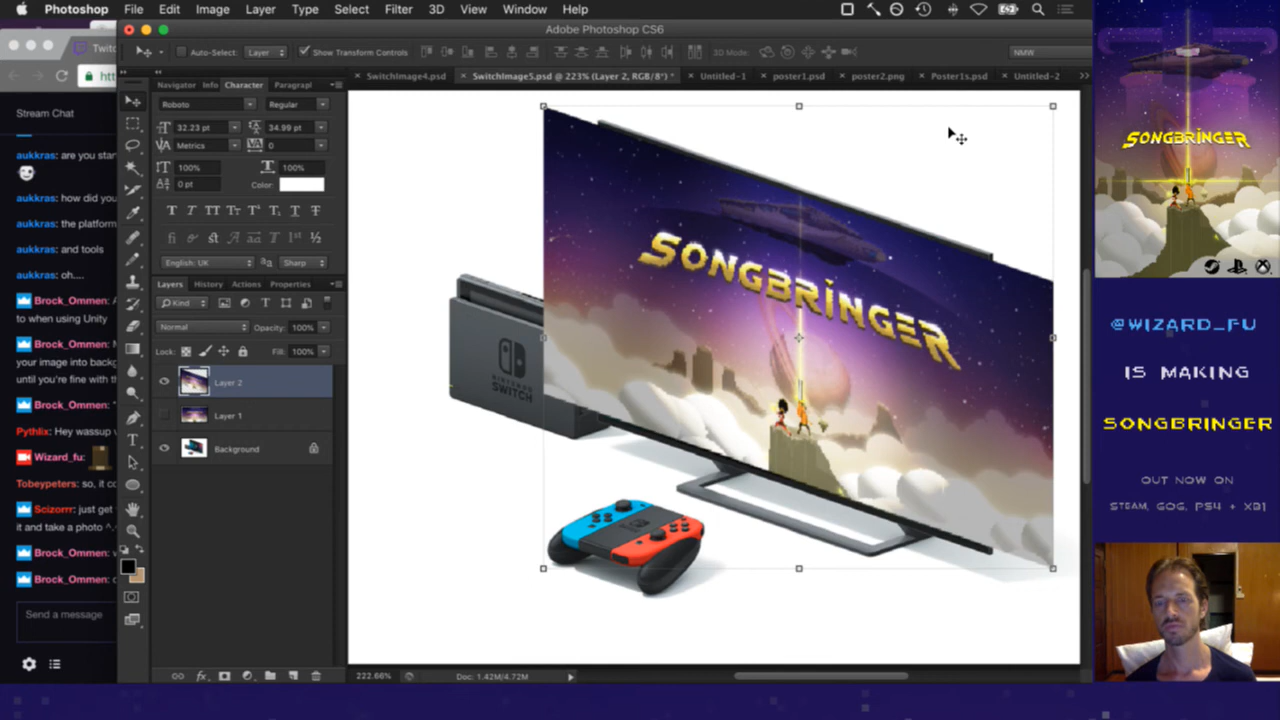 Photoshop File Edit Image Layer Type Select Filter 3D View Window Help
Adobe Photoshop CS6
Auto-Select: Layer Show Transform Controls 3D Mode: NMW
Twitc
htt
Navigator Info Character Paragrapl
SwitchImage4.psd SwitchImage5.psd @ 223% (Layer 2, RGB/8*) * Untitled-1 poster1.psd poster2.png Poster1s.psd Untitled-2
Roboto Regular
32.23 pt 34.99 pt
Metrics 0
100% 100%
0 pt Color:
English: UK Sharp
Layers History Actions Properties
Kind
Normal Opacity: 100%
Lock: Fill: 100%
Layer 2
Layer 1
Background
222.66% Doc: 1.42M/4.72M
Stream Chat
aukkras: are you star
aukkras: how did you
aukkras: the platform
aukkras: and tools
aukkras: oh....
Brock_Ommen: A
to when using Unity
Brock_Ommen:
your image into backg
until you're fine with th
Brock_Ommen: "
Pythlix: Hey wassup
Wizard_fu:
Tobeypeters: so, it co
Scizorrr: just get
it and take a photo ^.
Brock_Ommen:
Brock_Ommen:
Send a message
SONGBRINGER
NINTENDO
SWITCH
SONGBRINGER
@WIZARD_FU
IS MAKING
SONGBRINGER
OUT NOW ON
STEAM, GOG, PS4 + XB1